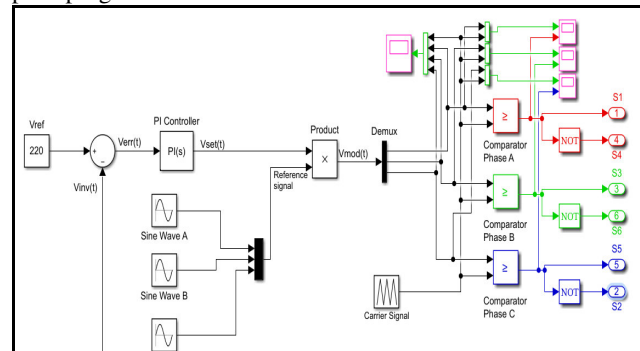 Vref
220
+
−
Verr(t)
Vinv(t)
PI Controller
PI(s)
Vset(t)
Reference
signal
Product
X
Vmod(t)
Demux
Sine Wave A
Sine Wave B
Carrier Signal
≥
Comparator
Phase A
≥
Comparator
Phase B
≥
Comparator
Phase C
NOT
NOT
NOT
S1
1
4
S4
S3
3
6
S6
S5
5
2
S2